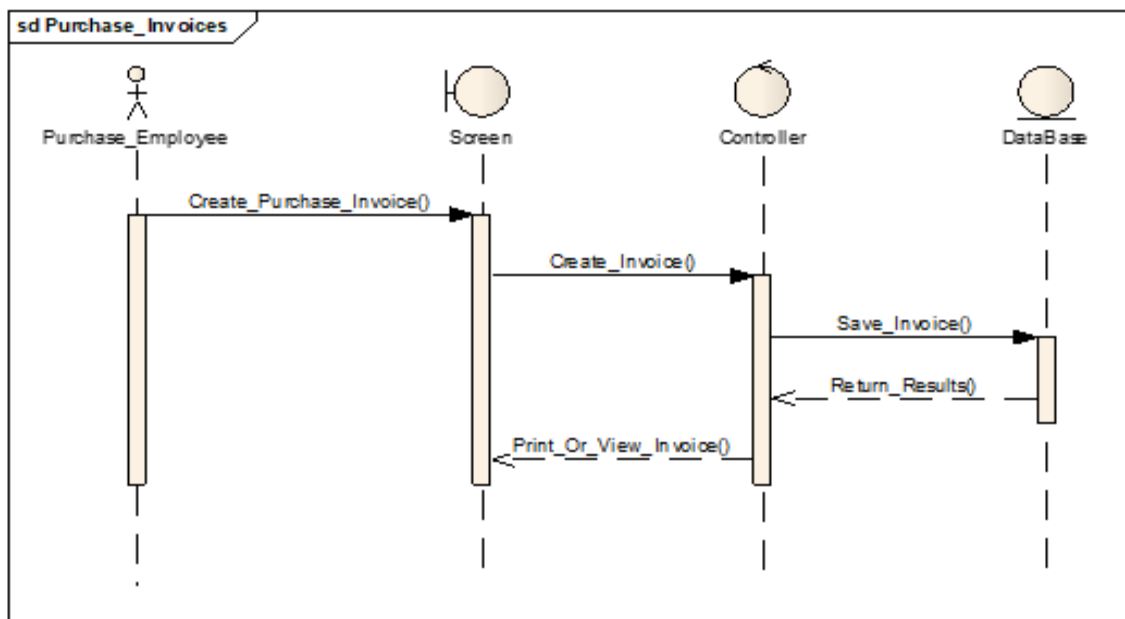 sd Purchase_Invoices
Purchase_Employee
Screen
Controller
DataBase
Create_Purchase_Invoice()
Create_Invoice()
Save_Invoice()
Return_Results()
Print_Or_View_Invoice()